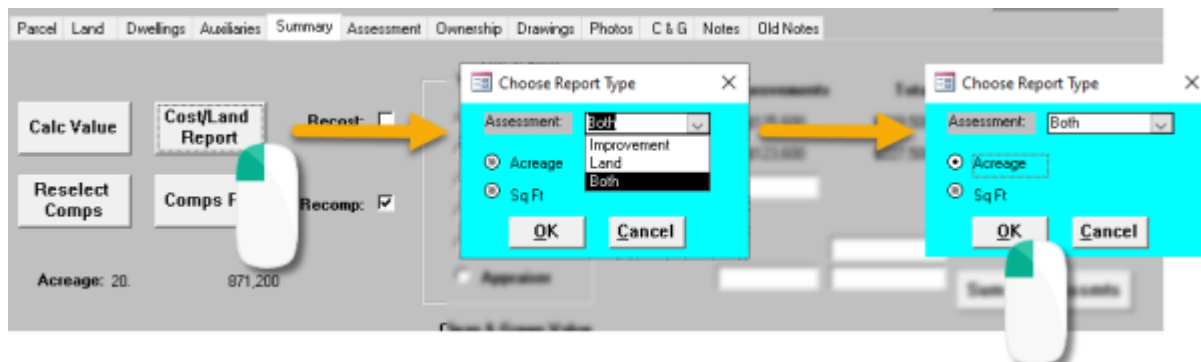 Parcel Land Dwellings Auxiliaries Summary Assessment Ownership Drawings Photos C & G Notes Old Notes
Calc Value
Cost/Land
Report
Recost:
Reselect
Comps
Comps
Recomp:
Acreage: 20.
871,200
Choose Report Type
Assessment: Both
Improvement
Land
Both
Acreage
Sq Ft
OK Cancel
Appraiser
Choose Report Type
Assessment: Both
Acreage
Sq Ft
OK Cancel